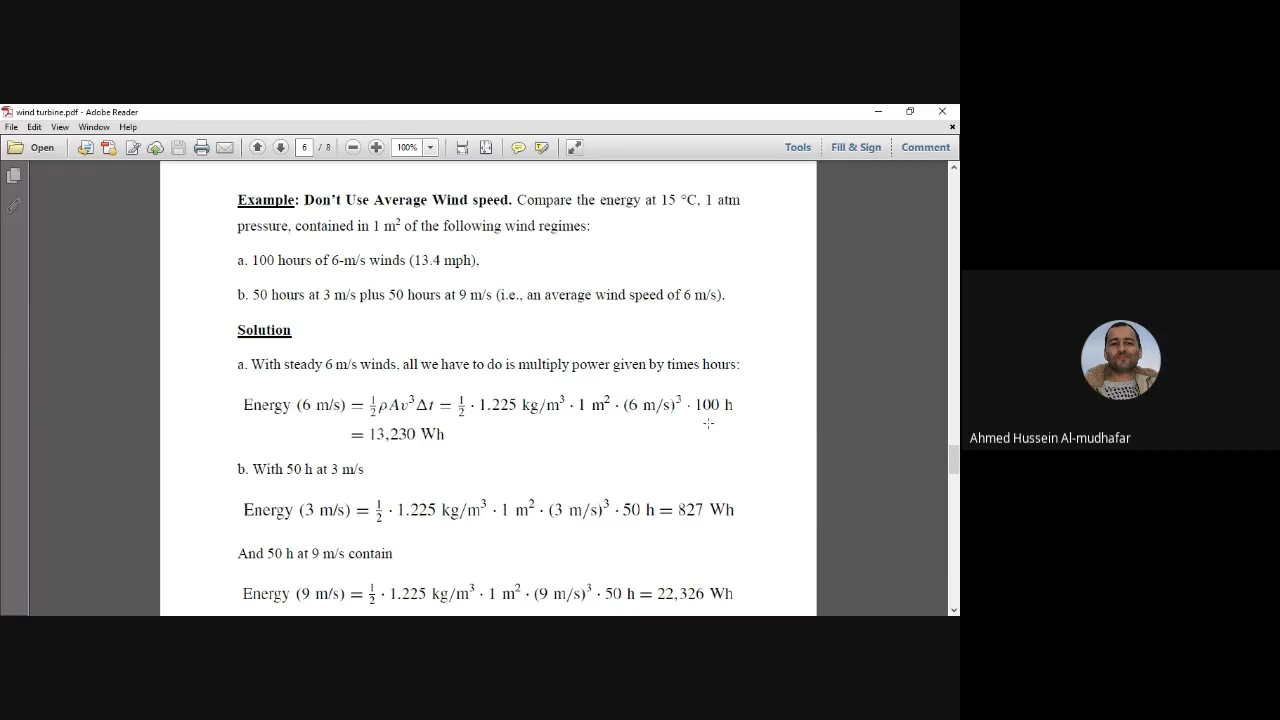 wind turbine.pdf - Adobe Reader
File Edit View Window Help
Open 6 / 8 100% Tools Fill & Sign Comment
Example: Don’t Use Average Wind speed. Compare the energy at 15 °C, 1 atm
pressure, contained in 1 m² of the following wind regimes:
a. 100 hours of 6-m/s winds (13.4 mph),
b. 50 hours at 3 m/s plus 50 hours at 9 m/s (i.e., an average wind speed of 6 m/s).
Solution
a. With steady 6 m/s winds, all we have to do is multiply power given by times hours:
Energy (6 m/s) = ½ρAv³Δt = ½ · 1.225 kg/m³ · 1 m² · (6 m/s)³ · 100 h
= 13,230 Wh
b. With 50 h at 3 m/s
Energy (3 m/s) = ½ · 1.225 kg/m³ · 1 m² · (3 m/s)³ · 50 h = 827 Wh
And 50 h at 9 m/s contain
Energy (9 m/s) = ½ · 1.225 kg/m³ · 1 m² · (9 m/s)³ · 50 h = 22,326 Wh
Ahmed Hussein Al-mudhafar